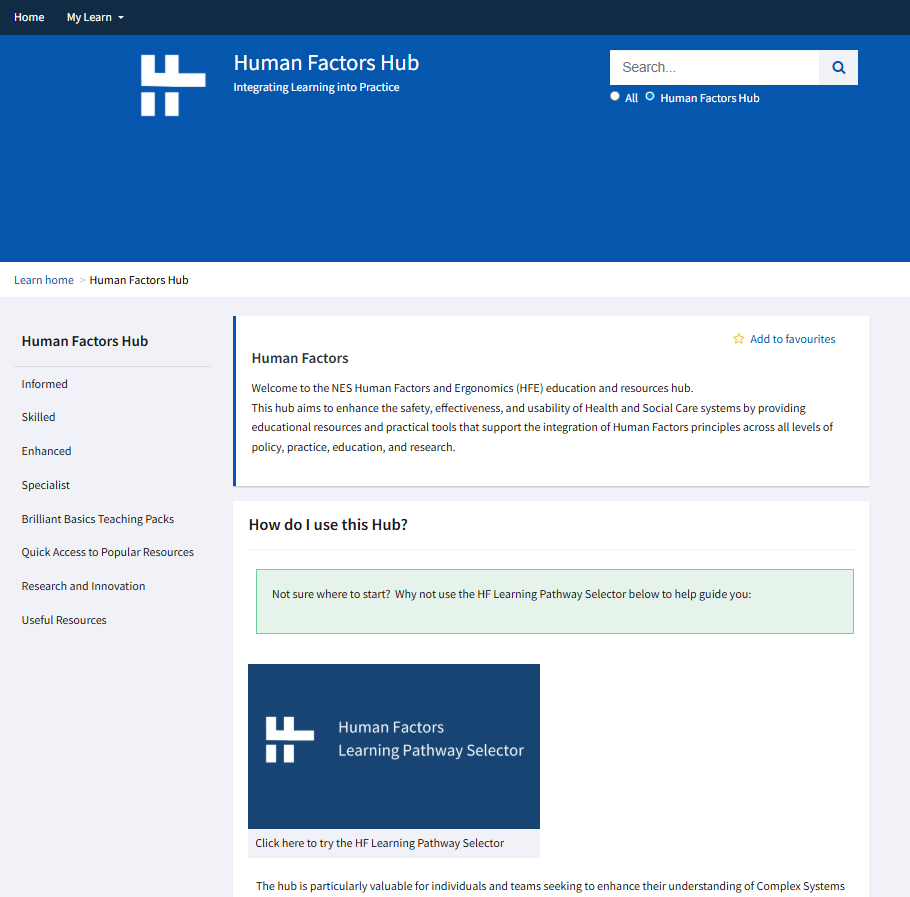 Home My Learn
Human Factors Hub
Integrating Learning into Practice
Search...
All Human Factors Hub
Learn home > Human Factors Hub
Human Factors Hub
Informed
Skilled
Enhanced
Specialist
Brilliant Basics Teaching Packs
Quick Access to Popular Resources
Research and Innovation
Useful Resources
Add to favourites
Human Factors
Welcome to the NES Human Factors and Ergonomics (HFE) education and resources hub.
This hub aims to enhance the safety, effectiveness, and usability of Health and Social Care systems by providing
educational resources and practical tools that support the integration of Human Factors principles across all levels of
policy, practice, education, and research.
How do I use this Hub?
Not sure where to start? Why not use the HF Learning Pathway Selector below to help guide you:
Human Factors
Learning Pathway Selector
Click here to try the HF Learning Pathway Selector
The hub is particularly valuable for individuals and teams seeking to enhance their understanding of Complex Systems